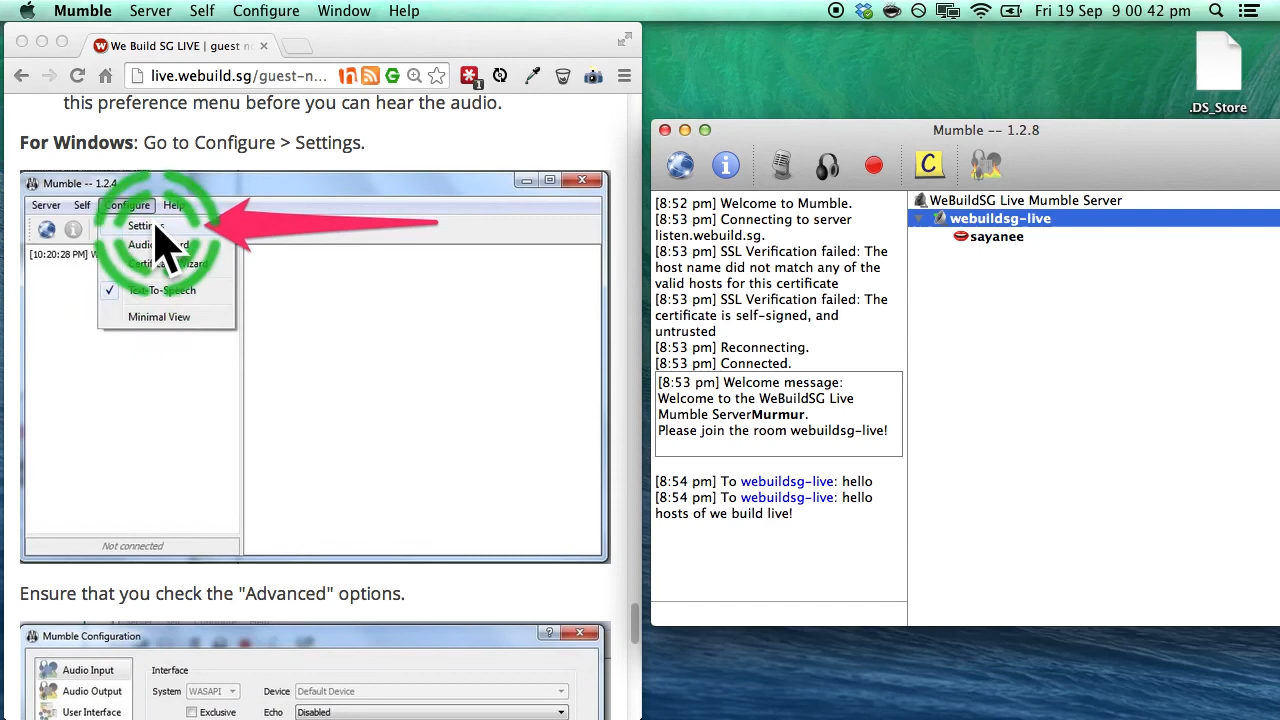 Mumble Server Self Configure Window Help
Fri 19 Sep 9 00 42 pm
We Build SG LIVE | guest n
live.webuild.sg/guest-n...
1
this preference menu before you can hear the audio.
For Windows: Go to Configure > Settings.
Mumble -- 1.2.4
Server Self Configure Help
[10:20:28 PM] W
Text-To-Speech
Minimal View
Not connected
Ensure that you check the "Advanced" options.
Mumble Configuration
Audio Input
Audio Output
User Interface
Interface
System WASAPI Device Default Device
Exclusive Echo Disabled
.DS_Store
Mumble -- 1.2.8
C
[8:52 pm] Welcome to Mumble.
[8:53 pm] Connecting to server
listen.webuild.sg.
[8:53 pm] SSL Verification failed: The
host name did not match any of the
valid hosts for this certificate
[8:53 pm] SSL Verification failed: The
certificate is self-signed, and
untrusted
[8:53 pm] Reconnecting.
[8:53 pm] Connected.
[8:53 pm] Welcome message:
Welcome to the WeBuildSG Live
Mumble ServerMurmur.
Please join the room webuildsg-live!
[8:54 pm] To webuildsg-live: hello
[8:54 pm] To webuildsg-live: hello
hosts of we build live!
WeBuildSG Live Mumble Server
webuildsg-live
sayanee